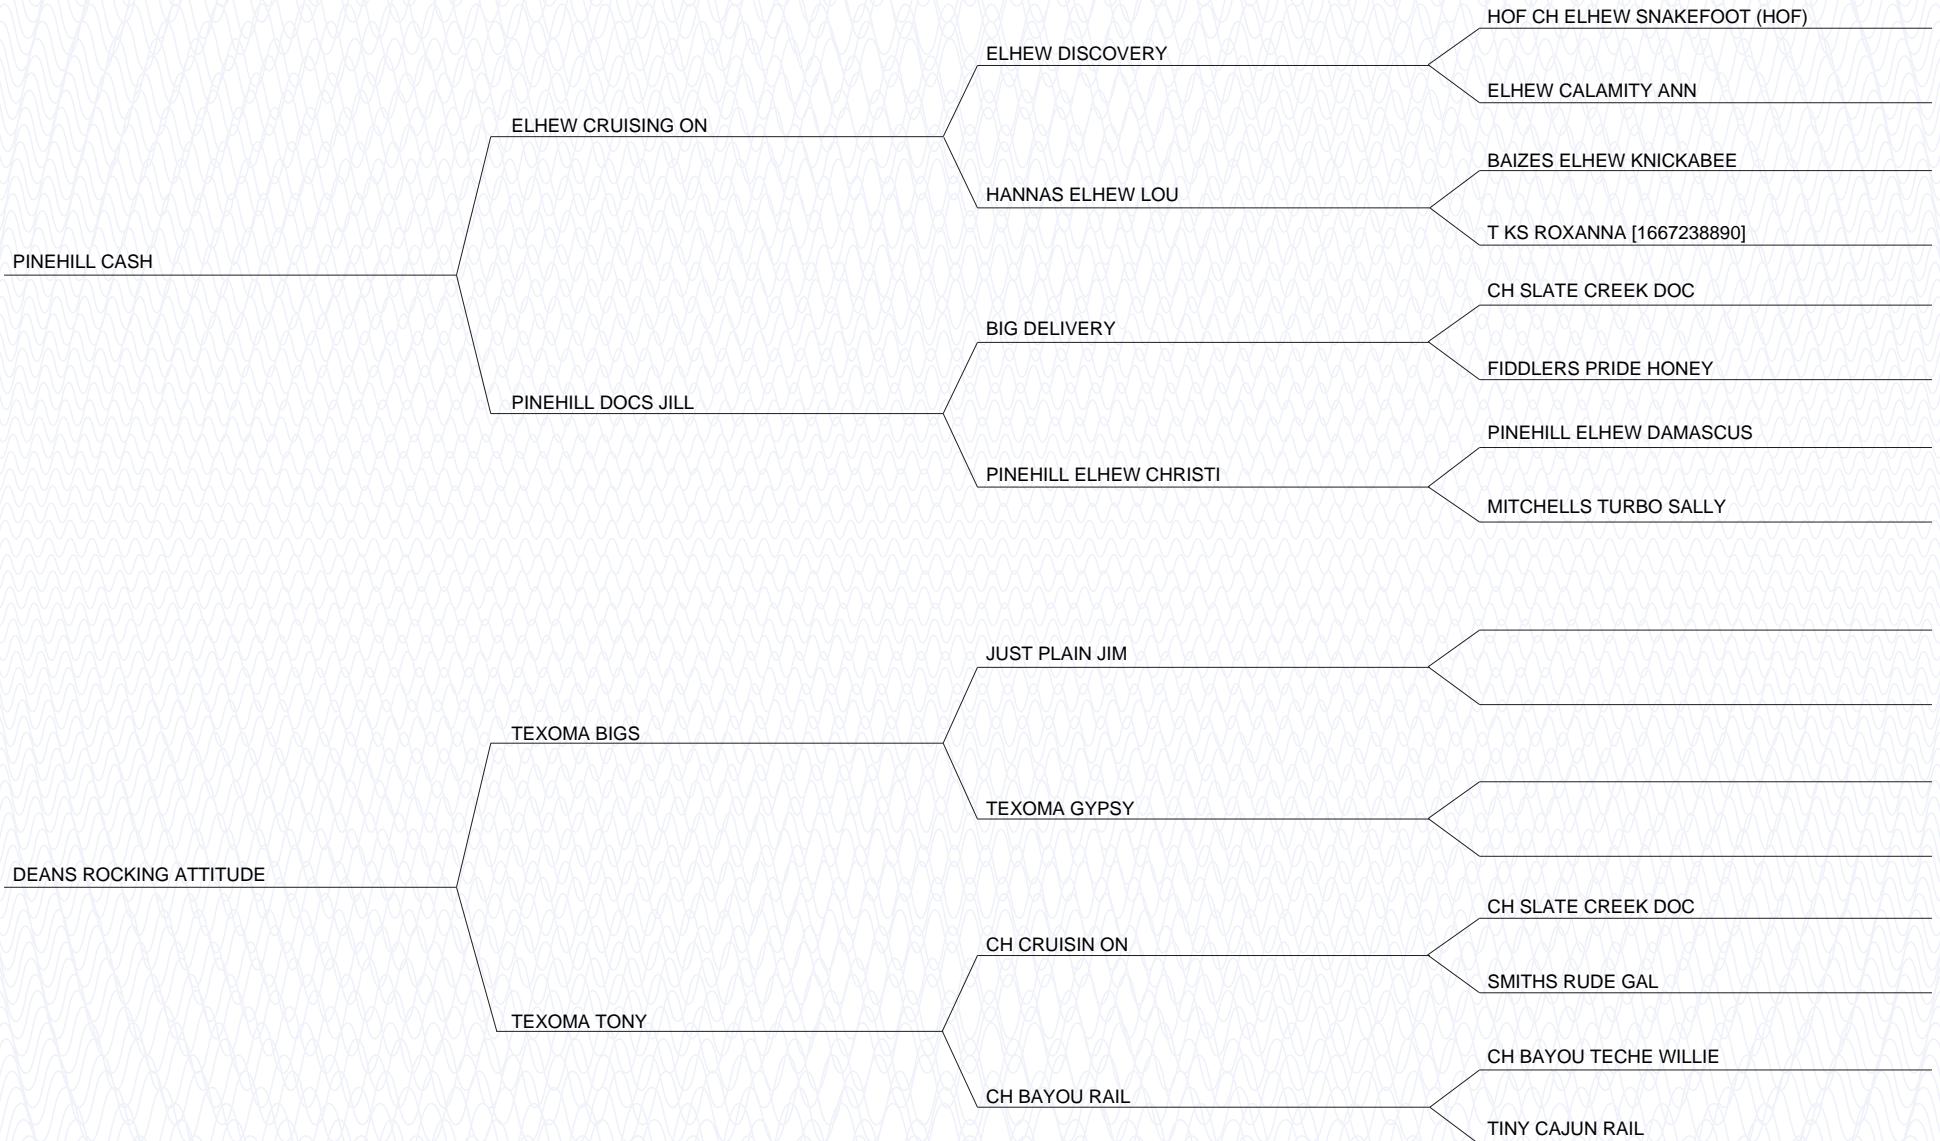 HOF CH ELHEW SNAKEFOOT (HOF)
ELHEW DISCOVERY
ELHEW CALAMITY ANN
ELHEW CRUISING ON
BAIZES ELHEW KNICKABEE
HANNAS ELHEW LOU
T KS ROXANNA [1667238890]
PINEHILL CASH
CH SLATE CREEK DOC
BIG DELIVERY
FIDDLERS PRIDE HONEY
PINEHILL DOCS JILL
PINEHILL ELHEW DAMASCUS
PINEHILL ELHEW CHRISTI
MITCHELLS TURBO SALLY
JUST PLAIN JIM
TEXOMA BIGS
TEXOMA GYPSY
DEANS ROCKING ATTITUDE
CH SLATE CREEK DOC
CH CRUISIN ON
SMITHS RUDE GAL
TEXOMA TONY
CH BAYOU TECHE WILLIE
CH BAYOU RAIL
TINY CAJUN RAIL